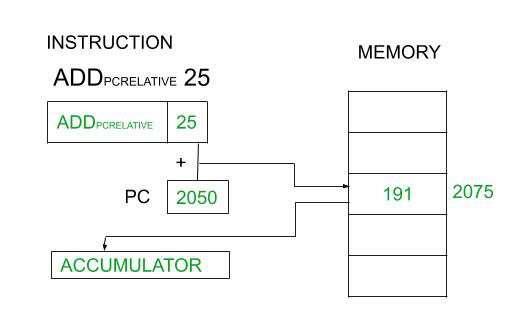 INSTRUCTION
MEMORY
ADDPCRELATIVE 25
ADDPCRELATIVE 25
+
PC 2050
191 2075
ACCUMULATOR